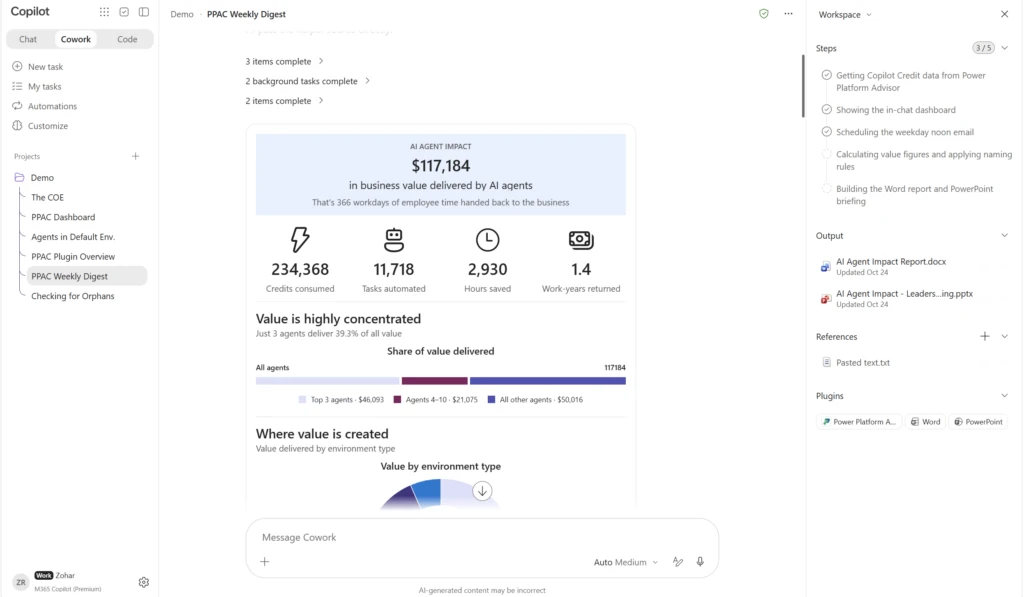 Copilot
Chat
Cowork
Code
New task
My tasks
Automations
Customize
Projects
Demo
The COE
PPAC Dashboard
Agents in Default Env.
PPAC Plugin Overview
PPAC Weekly Digest
Checking for Orphans
ZR
Work Zohar
M365 Copilot (Premium)
Demo PPAC Weekly Digest
3 items complete
2 background tasks complete
2 items complete
AI AGENT IMPACT
$117,184
in business value delivered by AI agents
That's 366 workdays of employee time handed back to the business
234,368
Credits consumed
11,718
Tasks automated
2,930
Hours saved
1.4
Work-years returned
Value is highly concentrated
Just 3 agents deliver 39.3% of all value
Share of value delivered
All agents 117184
Top 3 agents · $46,093 Agents 4–10 · $21,075 All other agents · $50,016
Where value is created
Value delivered by environment type
Value by environment type
Message Cowork
Auto Medium
AI-generated content may be incorrect
Workspace
Steps 3 / 5
Getting Copilot Credit data from Power
Platform Advisor
Showing the in-chat dashboard
Scheduling the weekday noon email
Calculating value figures and applying naming
rules
Building the Word report and PowerPoint
briefing
Output
AI Agent Impact Report.docx
Updated Oct 24
AI Agent Impact - Leaders...ing.pptx
Updated Oct 24
References
Pasted text.txt
Plugins
Power Platform A... Word PowerPoint